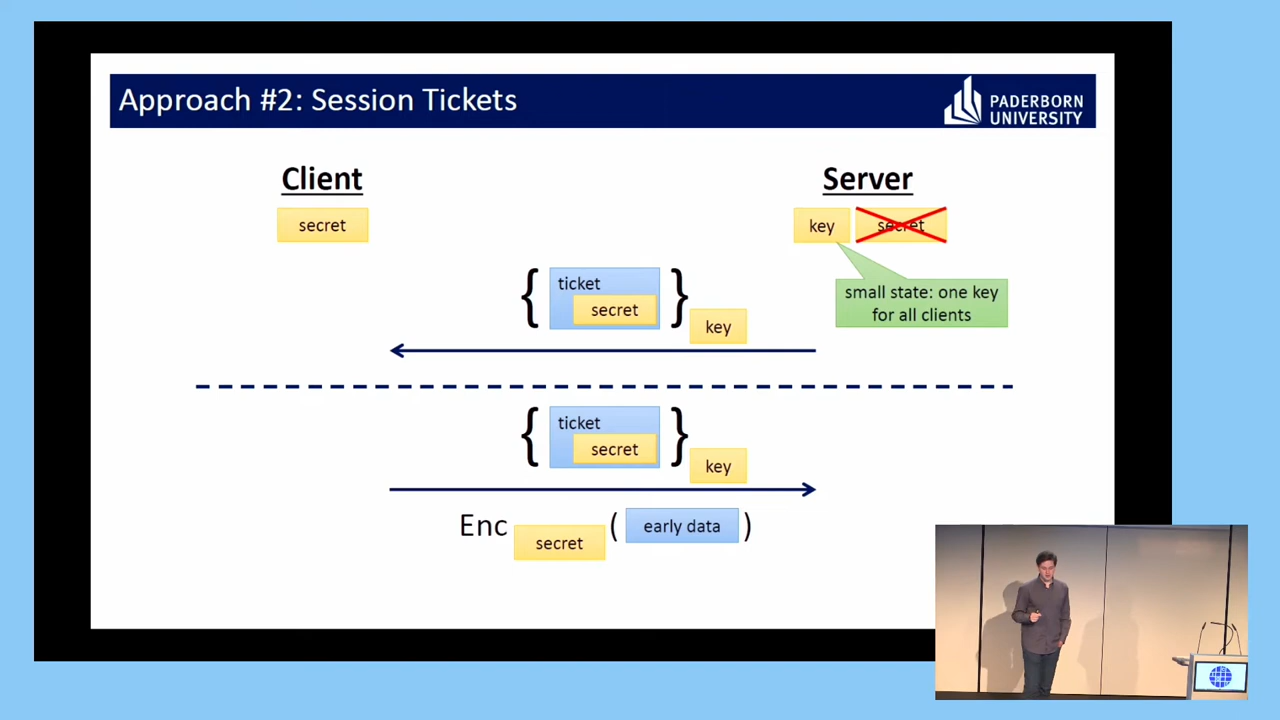 Approach #2: Session Tickets
PADERBORN
UNIVERSITY
Client
Server
secret
key
secret
small state: one key
for all clients
{ ticket
secret }
key
{ ticket
secret }
key
Enc secret ( early data )